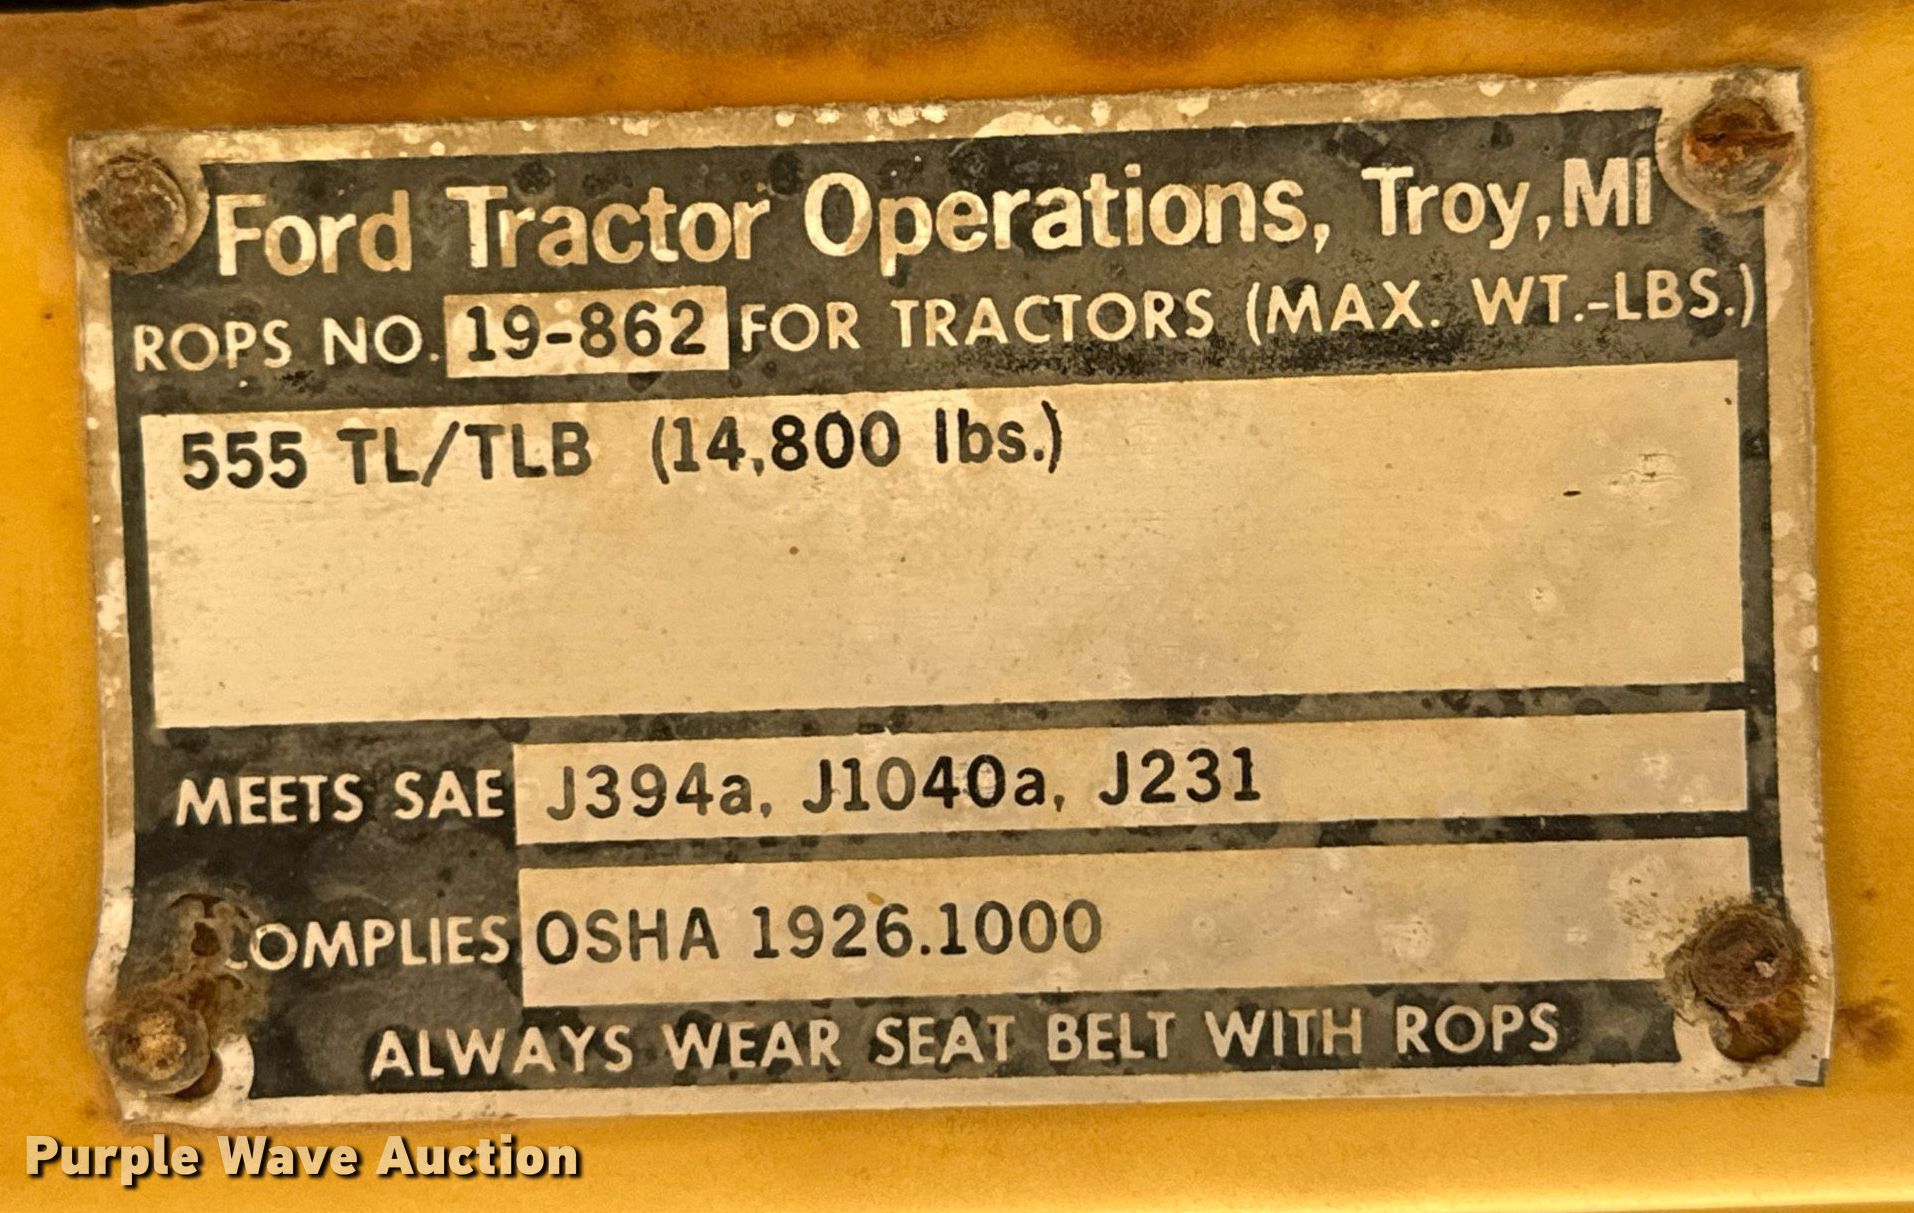 Ford Tractor Operations, Troy, MI
ROPS NO. 19-862 FOR TRACTORS (MAX. WT.-LBS.)
555 TL/TLB (14,800 lbs.)
MEETS SAE J394a, J1040a, J231
COMPLIES OSHA 1926.1000
ALWAYS WEAR SEAT BELT WITH ROPS
Purple Wave Auction